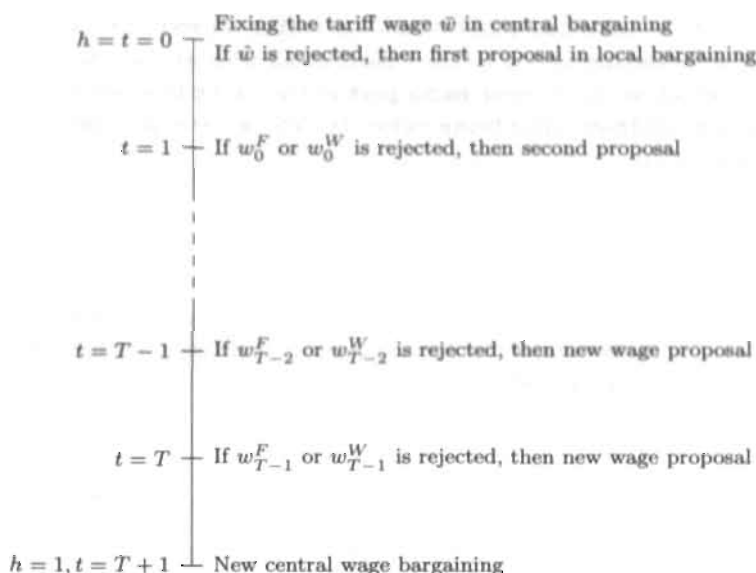 Fixing the tariff wage w̄ in central bargaining
h = t = 0
If w̄ is rejected, then first proposal in local bargaining
t = 1 If w_0^F or w_0^W is rejected, then second proposal
t = T − 1 If w_{T−2}^F or w_{T−2}^W is rejected, then new wage proposal
t = T If w_{T−1}^F or w_{T−1}^W is rejected, then new wage proposal
h = 1, t = T + 1 New central wage bargaining